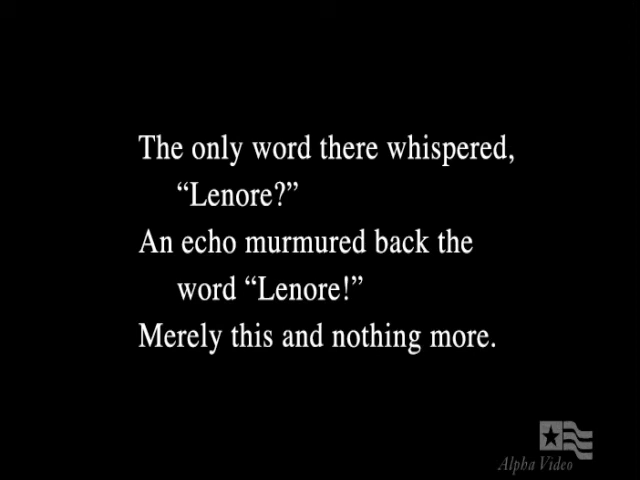 The only word there whispered,
“Lenore?”
An echo murmured back the
word “Lenore!”
Merely this and nothing more.
Alpha Video